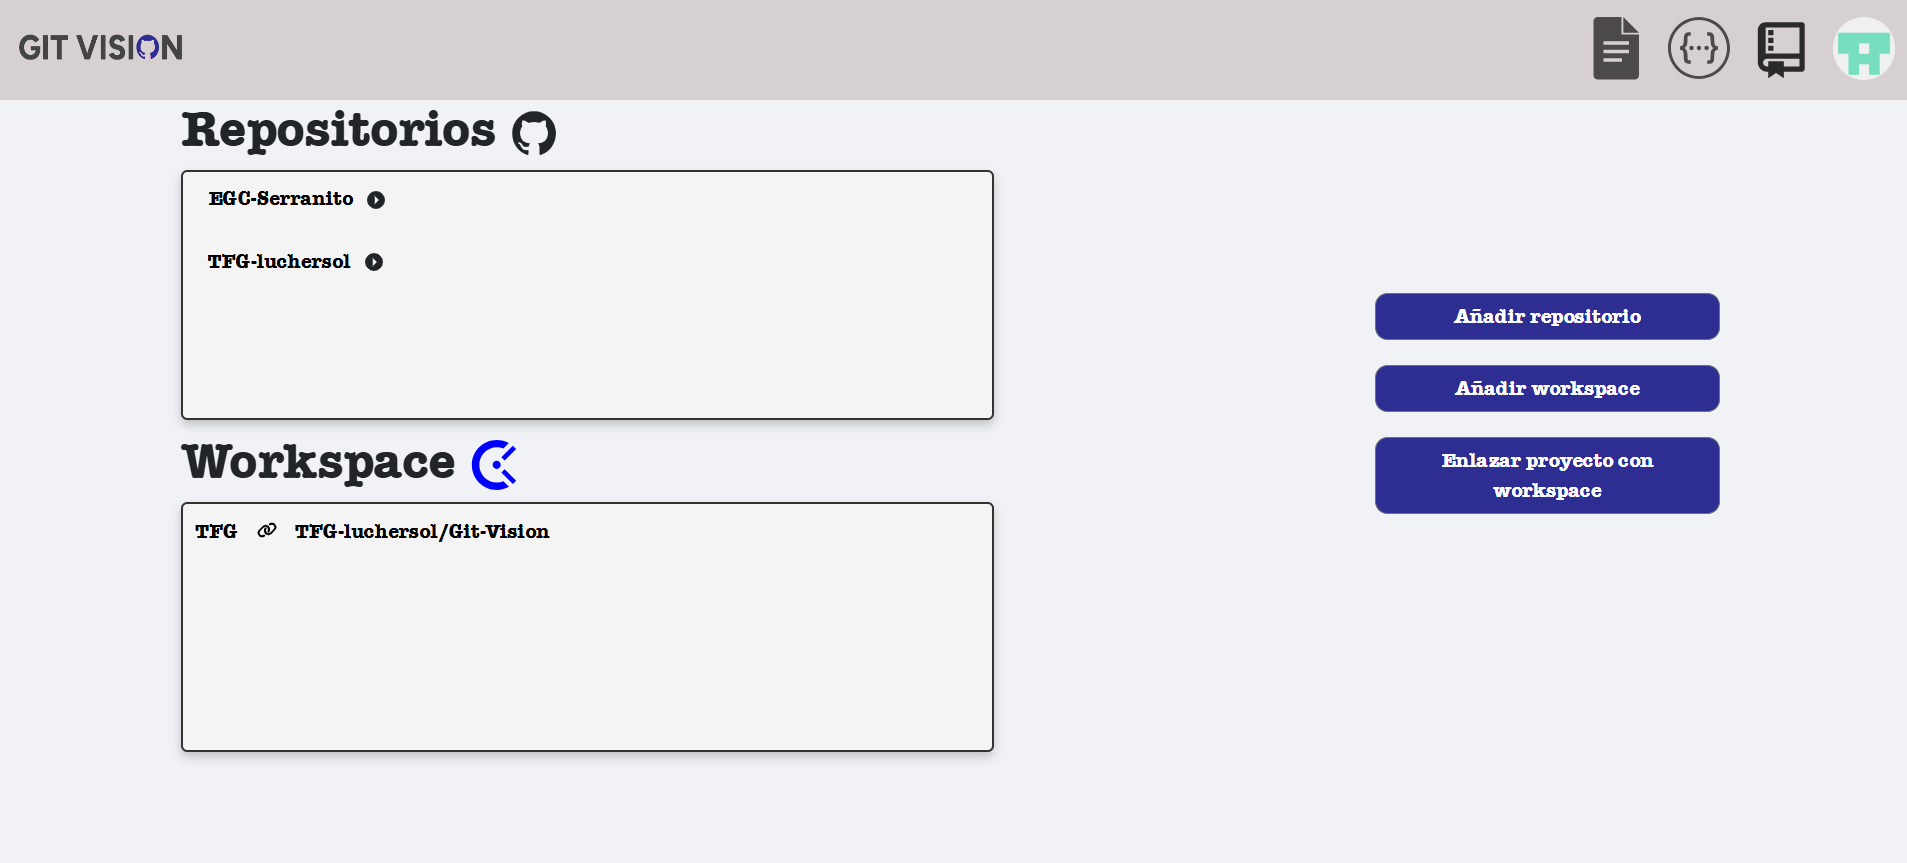 GIT VISION
Repositorios
EGC-Serranito
TFG-luchersol
Workspace
TFG TFG-luchersol/Git-Vision
Añadir repositorio
Añadir workspace
Enlazar proyecto con
workspace